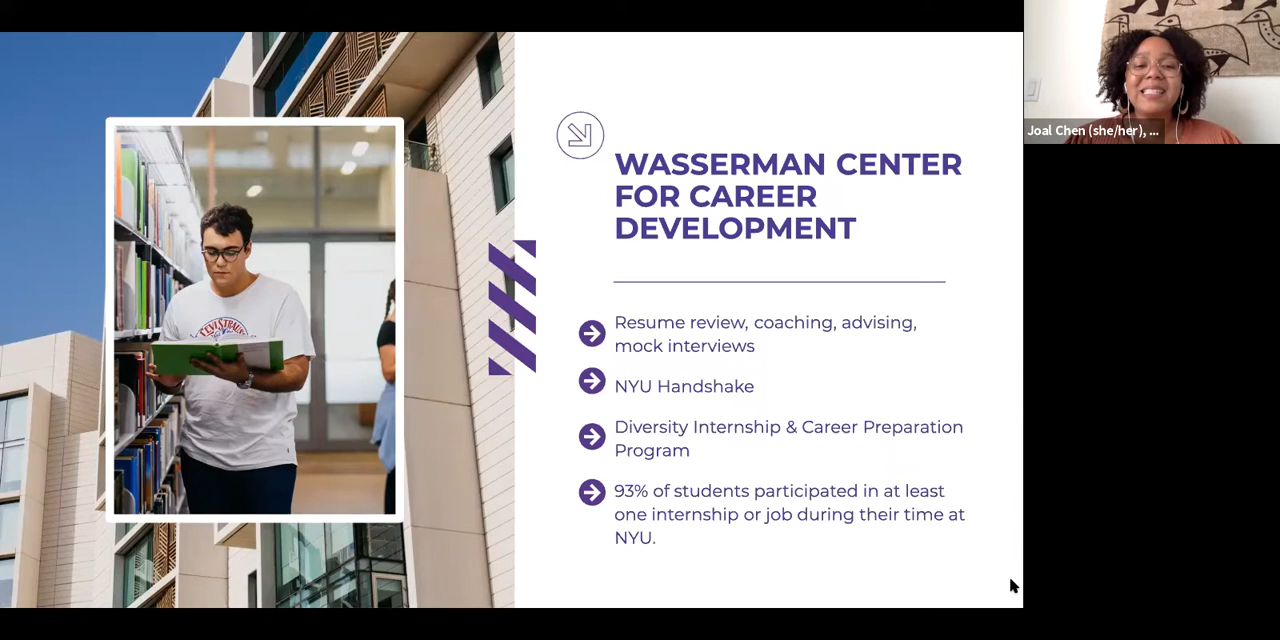 WASSERMAN CENTER
FOR CAREER
DEVELOPMENT
Resume review, coaching, advising,
mock interviews
NYU Handshake
Diversity Internship & Career Preparation
Program
93% of students participated in at least
one internship or job during their time at
NYU.
Joal Chen (she/her), ...